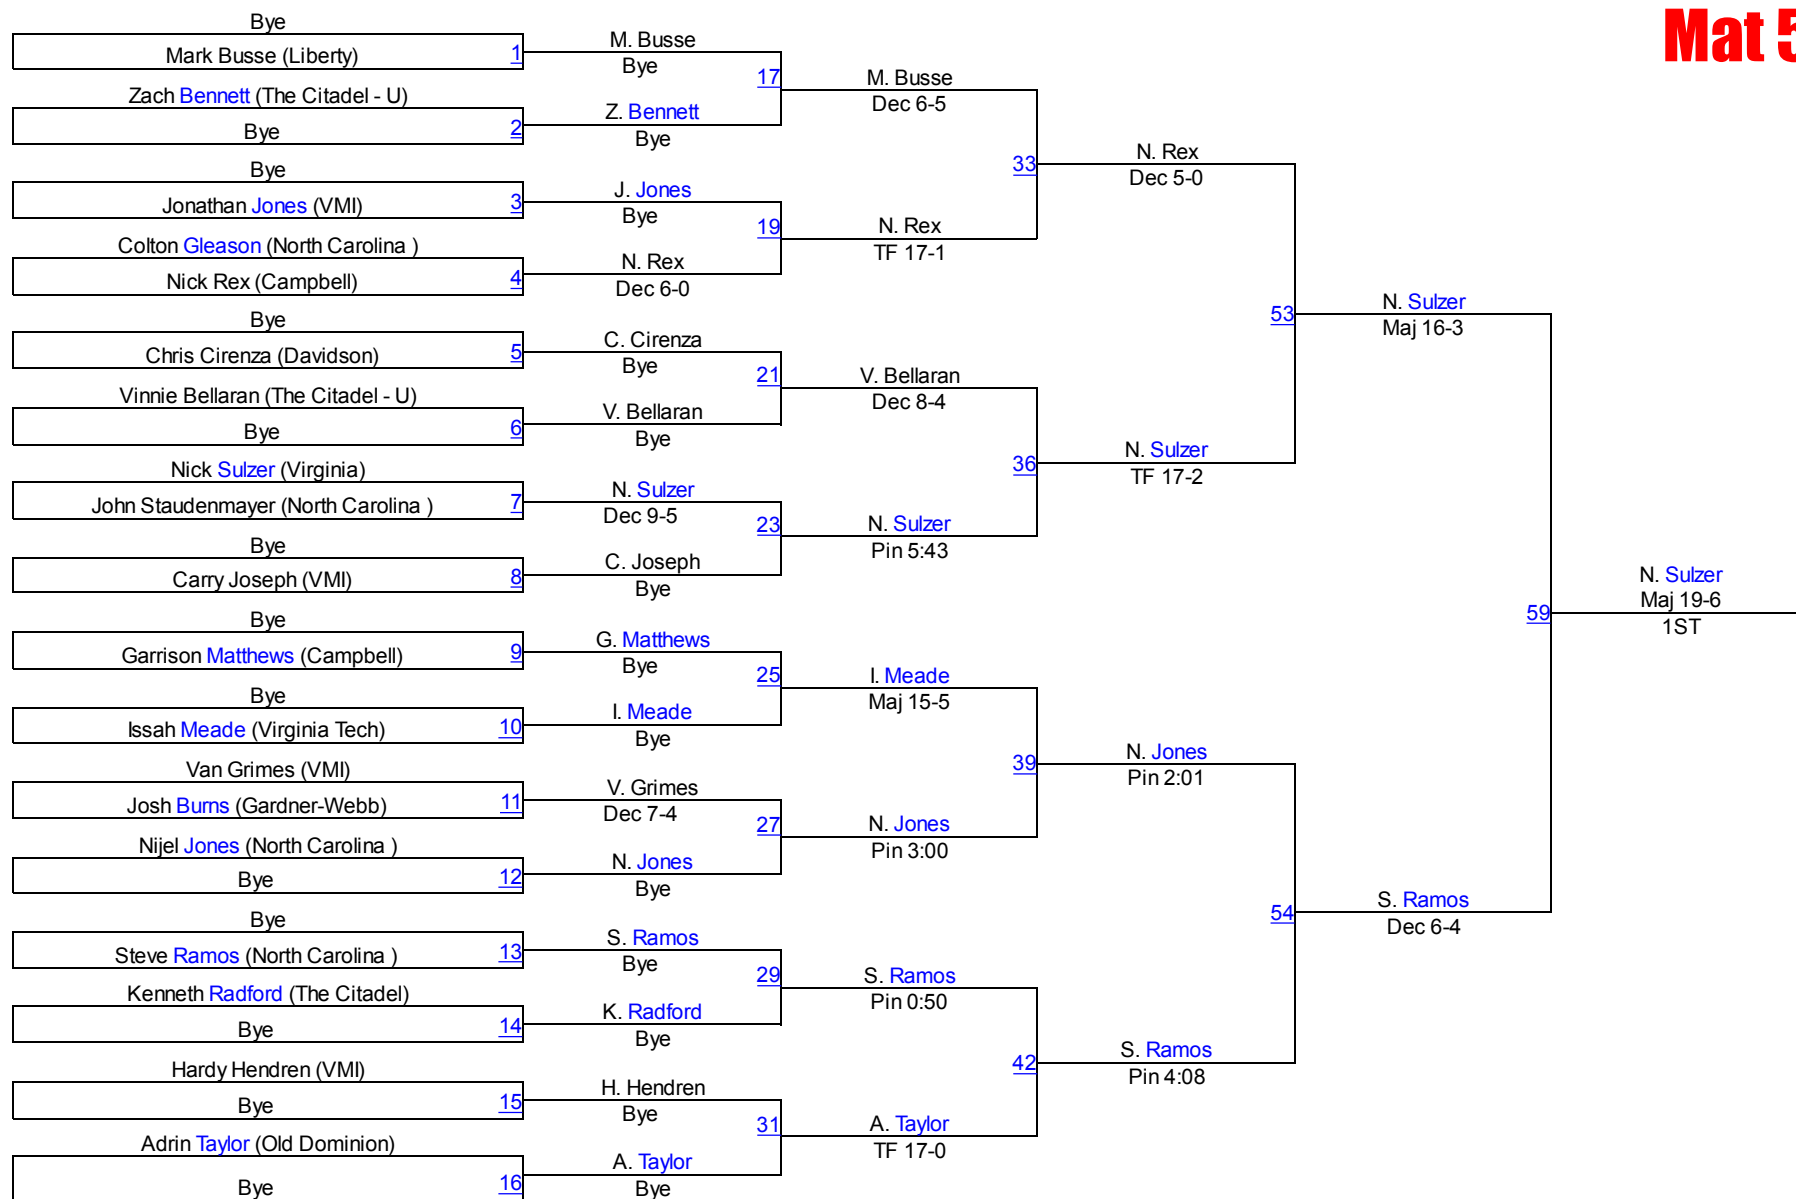 Mat 5
Bye
Mark Busse (Liberty) 1
Zach Bennett (The Citadel - U)
Bye 2
Bye
Jonathan Jones (VMI) 3
Colton Gleason (North Carolina )
Nick Rex (Campbell) 4
Bye
Chris Cirenza (Davidson) 5
Vinnie Bellaran (The Citadel - U)
Bye 6
Nick Sulzer (Virginia)
John Staudenmayer (North Carolina ) 7
Bye
Carry Joseph (VMI) 8
Bye
Garrison Matthews (Campbell) 9
Bye
Issah Meade (Virginia Tech) 10
Van Grimes (VMI)
Josh Burns (Gardner-Webb) 11
Nijel Jones (North Carolina )
Bye 12
Bye
Steve Ramos (North Carolina ) 13
Kenneth Radford (The Citadel)
Bye 14
Hardy Hendren (VMI)
Bye 15
Adrin Taylor (Old Dominion)
Bye 16
M. Busse
Bye
17
Z. Bennett
Bye
J. Jones
Bye
19
N. Rex
Dec 6-0
C. Cirenza
Bye
21
V. Bellaran
Bye
N. Sulzer
Dec 9-5
23
C. Joseph
Bye
G. Matthews
Bye
25
I. Meade
Bye
V. Grimes
Dec 7-4
27
N. Jones
Bye
S. Ramos
Bye
29
K. Radford
Bye
H. Hendren
Bye
31
A. Taylor
Bye
M. Busse
Dec 6-5
33
N. Rex
TF 17-1
V. Bellaran
Dec 8-4
36
N. Sulzer
Pin 5:43
I. Meade
Maj 15-5
39
N. Jones
Pin 3:00
S. Ramos
Pin 0:50
42
A. Taylor
TF 17-0
N. Rex
Dec 5-0
53
N. Sulzer
TF 17-2
N. Jones
Pin 2:01
54
S. Ramos
Pin 4:08
N. Sulzer
Maj 16-3
59
S. Ramos
Dec 6-4
N. Sulzer
Maj 19-6
1ST